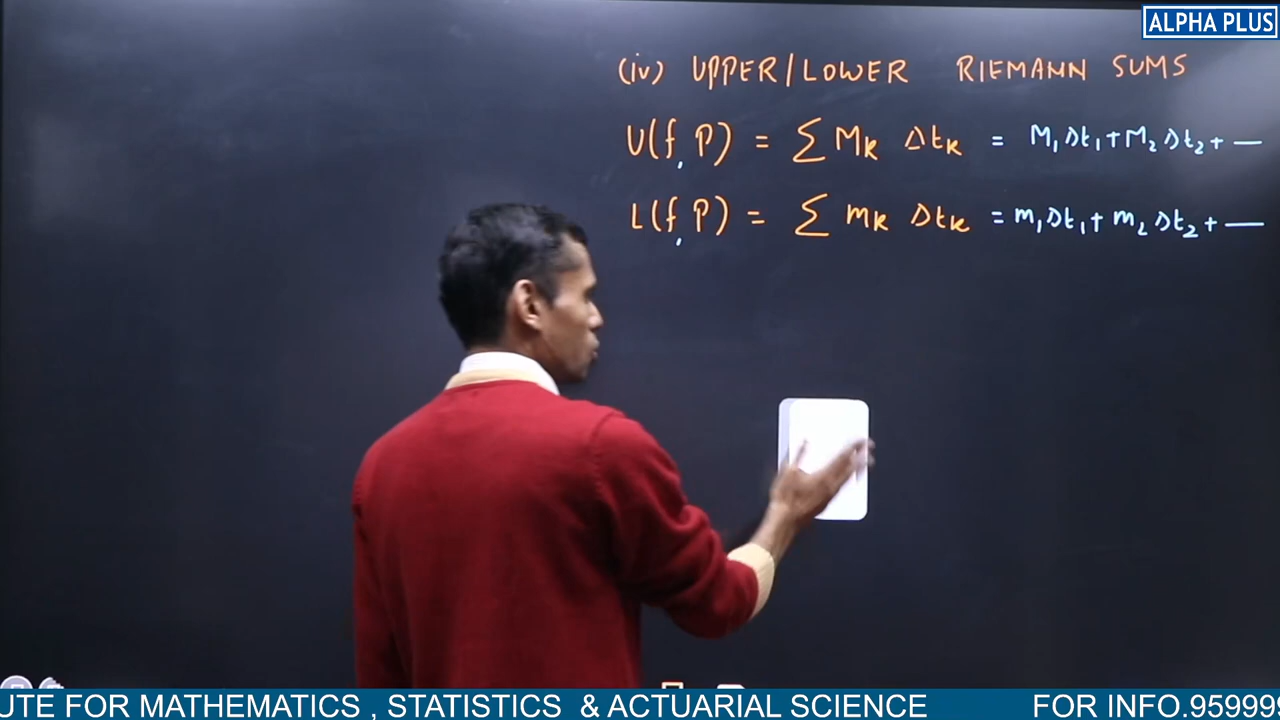 ALPHA PLUS
(iv) UPPER/LOWER RIEMANN SUMS
U(f, P) = ∑ Mk Δtk = M₁Δt₁+M₂Δt₂+ —
L(f, P) = ∑ mk Δtk = m₁Δt₁+ m₂Δt₂+ —
UTE FOR MATHEMATICS , STATISTICS & ACTUARIAL SCIENCE FOR INFO.95999